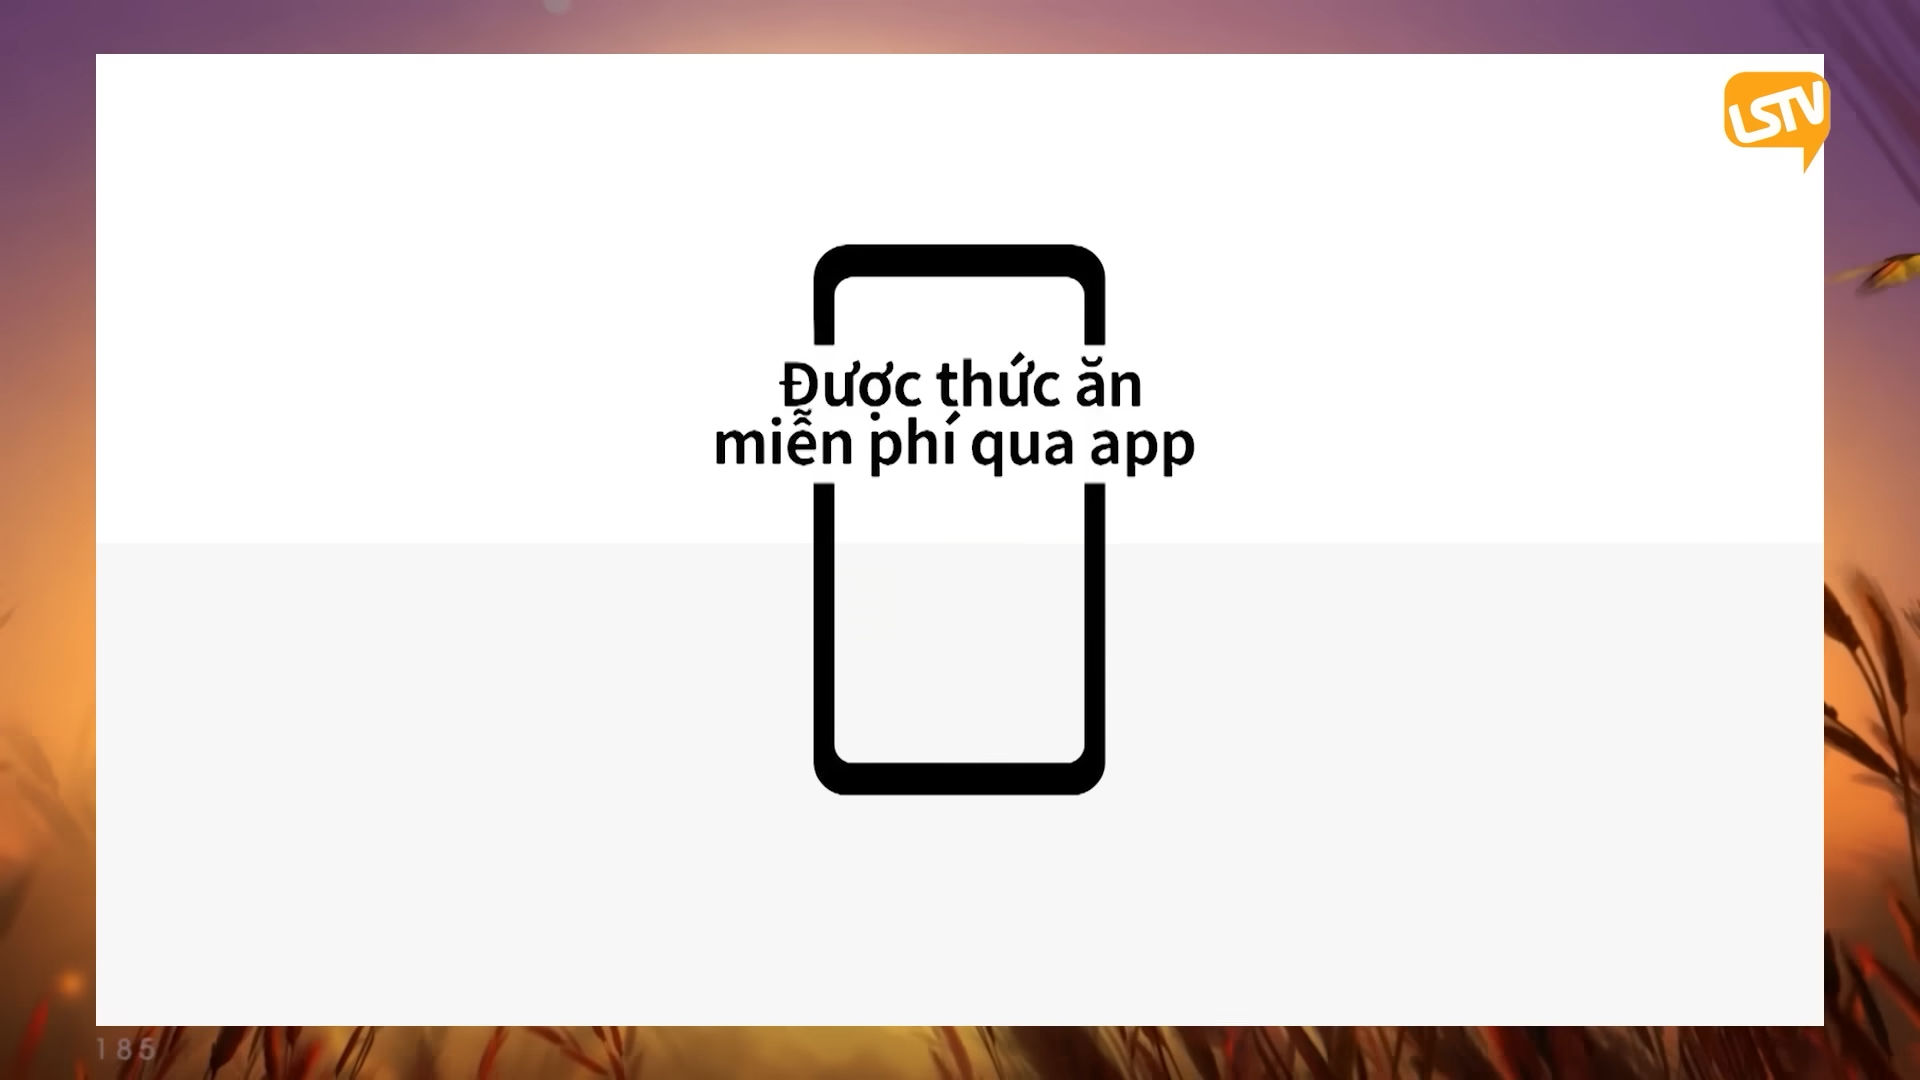 LSTV
Được thức ăn
miễn phí qua app
185